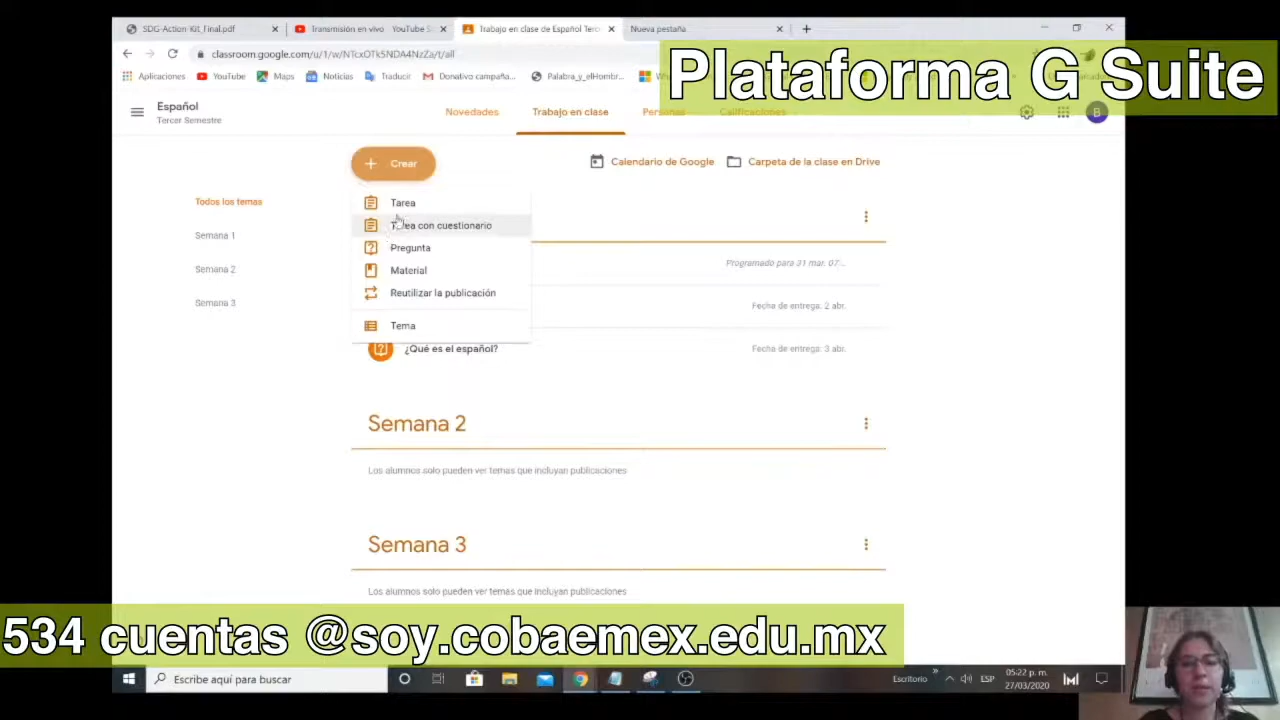 SDG-Action-Kit_Final.pdf
Transmisión en vivo - YouTube S
Trabajo en clase de Español Terc
Nueva pestaña
classroom.google.com/u/1/w/NTcxOTk5NDA4NzZa/t/all
Aplicaciones
YouTube
Maps
Noticias
Traducir
Donativo campaña...
Palabra_y_elHombr...
Plataforma G Suite
Español
Tercer Semestre
Novedades
Trabajo en clase
Personas
Calificaciones
B
Crear
Calendario de Google
Carpeta de la clase en Drive
Todos los temas
Semana 1
Semana 2
Semana 3
Tarea
Tarea con cuestionario
Pregunta
Material
Reutilizar la publicación
Tema
Programado para 31 mar. 07:...
Fecha de entrega: 2 abr.
¿Qué es el español?
Fecha de entrega: 3 abr.
Semana 2
Los alumnos solo pueden ver temas que incluyan publicaciones
Semana 3
Los alumnos solo pueden ver temas que incluyan publicaciones
534 cuentas @soy.cobaemex.edu.mx
Escribe aquí para buscar
Escritorio
ESP
05:22 p. m.
27/03/2020